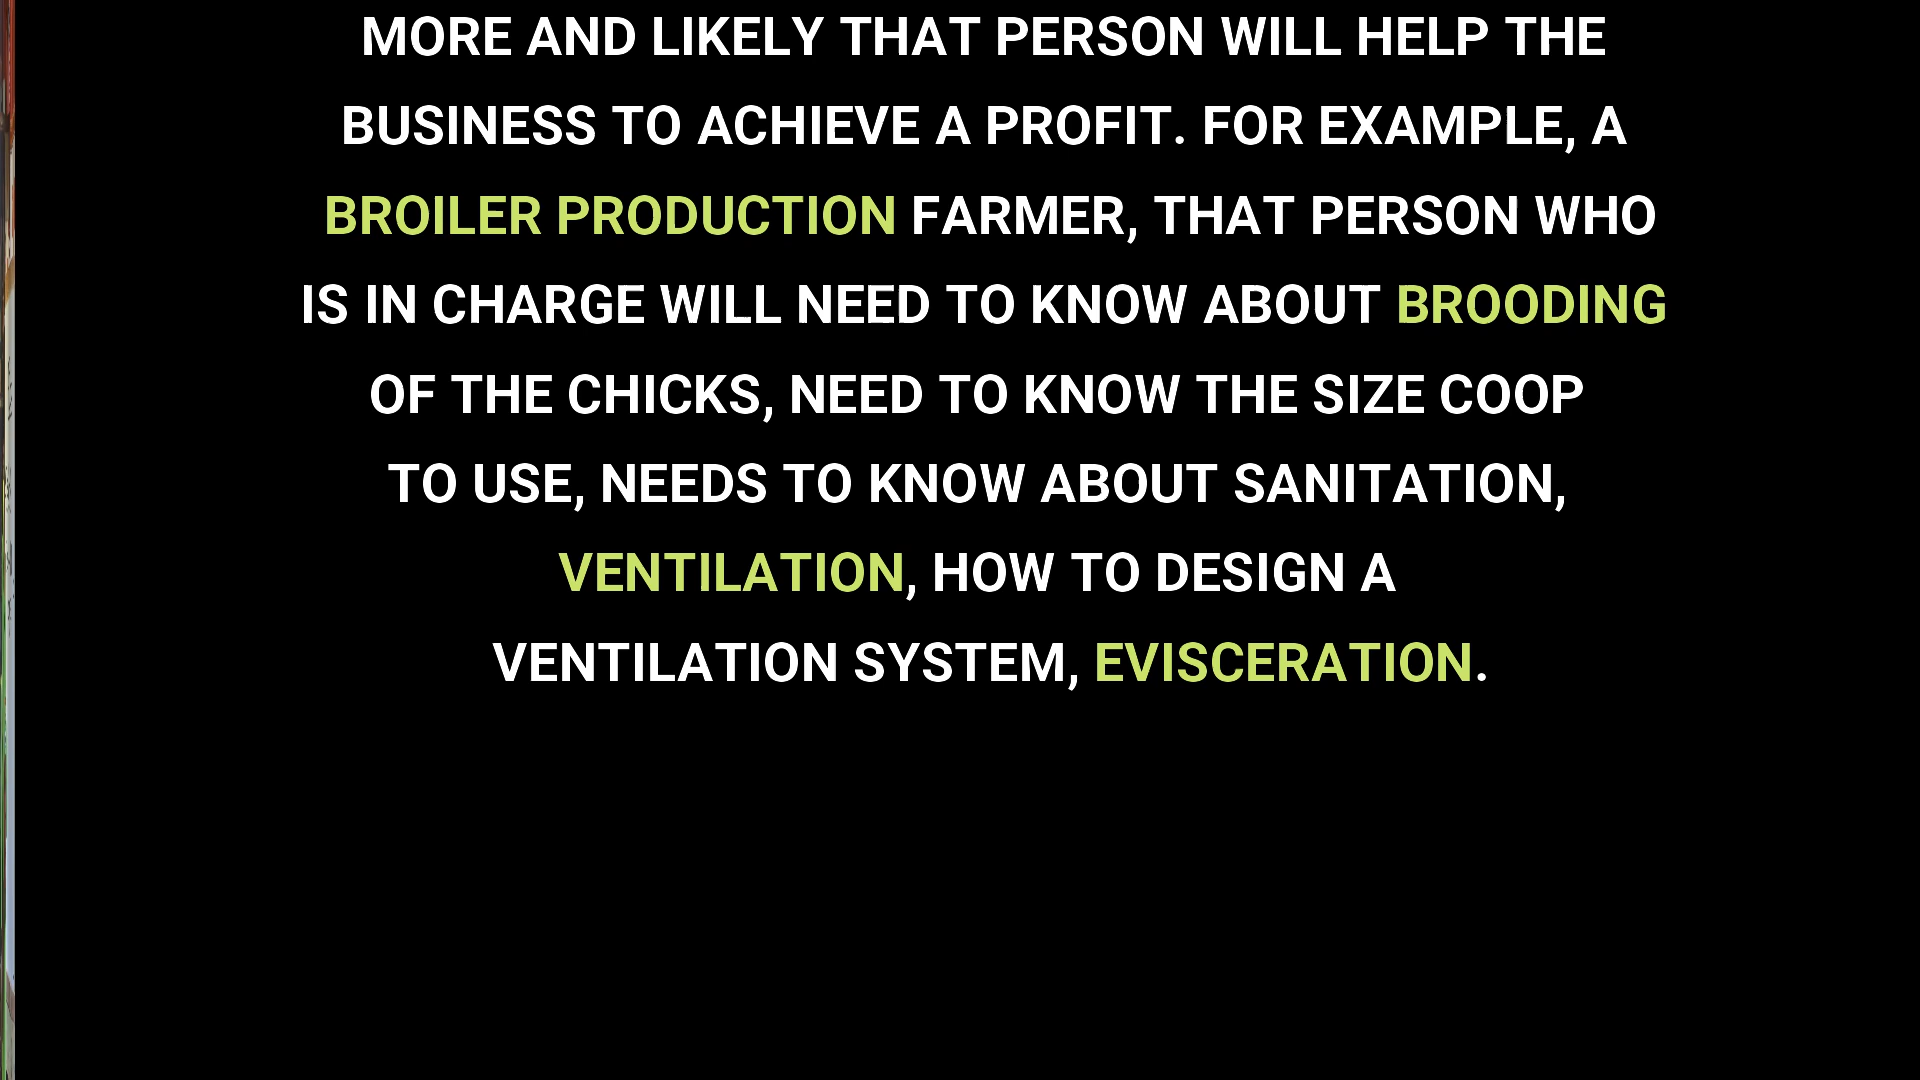 MORE AND LIKELY THAT PERSON WILL HELP THE
BUSINESS TO ACHIEVE A PROFIT. FOR EXAMPLE, A
BROILER PRODUCTION FARMER, THAT PERSON WHO
IS IN CHARGE WILL NEED TO KNOW ABOUT BROODING
OF THE CHICKS, NEED TO KNOW THE SIZE COOP
TO USE, NEEDS TO KNOW ABOUT SANITATION,
VENTILATION, HOW TO DESIGN A
VENTILATION SYSTEM, EVISCERATION.